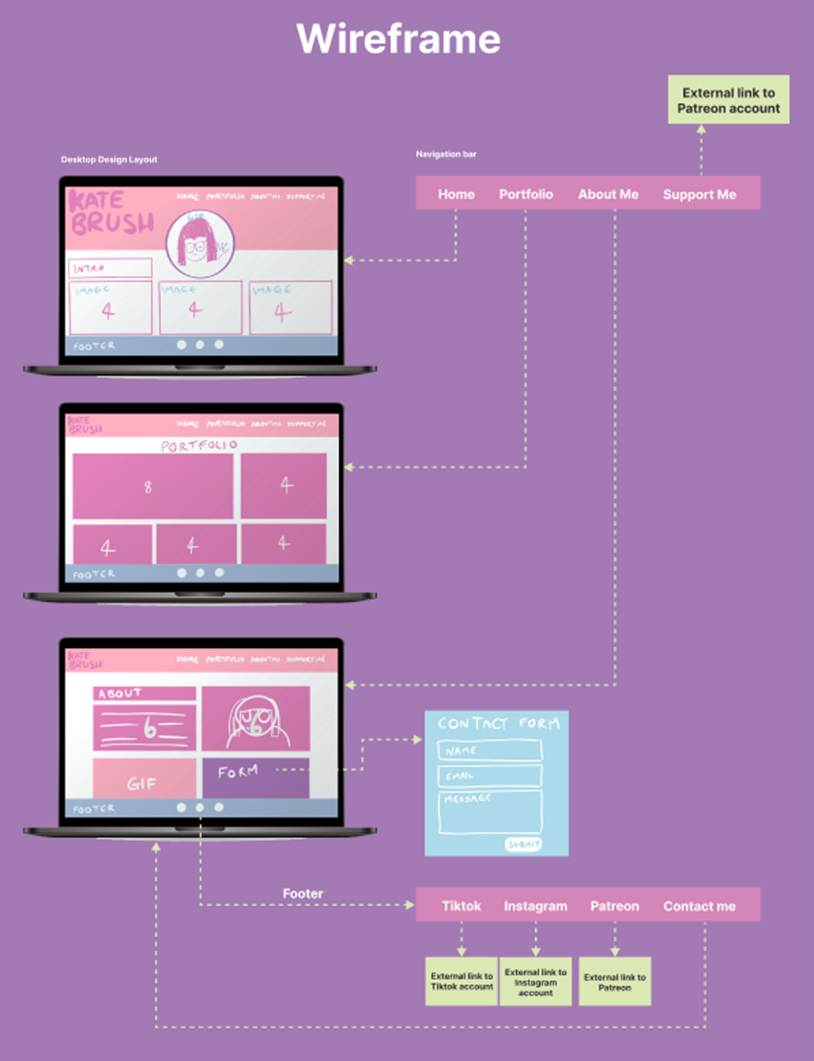 Wireframe
External link to
Patreon account
Desktop Design Layout
Navigation bar
Home Portfolio About Me Support Me
KATE
BRUSH
HOME PORTFOLIO ABOUT ME SUPPORT ME
GIF
INTRO
IMAGE IMAGE IMAGE
4 4 4
FOOTER
KATE
BRUSH
HOME PORTFOLIO ABOUT ME SUPPORT ME
PORTFOLIO
8 4
4 4 4
FOOTER
KATE
BRUSH
HOME PORTFOLIO ABOUT ME SUPPORT ME
ABOUT
6 6
GIF FORM
FOOTER
CONTACT FORM
NAME
EMAIL
MESSAGE
SUBMIT
Footer
Tiktok Instagram Patreon Contact me
External link to
Tiktok account
External link to
Instagram
account
External link to
Patreon